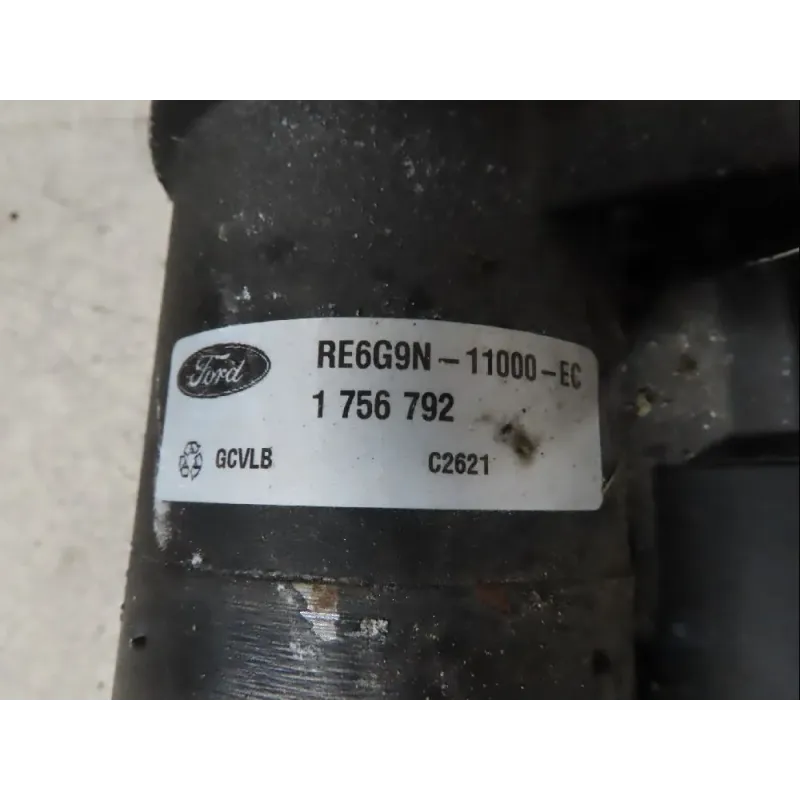 Ford
RE6G9N-11000-EC
1 756 792
GCVLB C2621